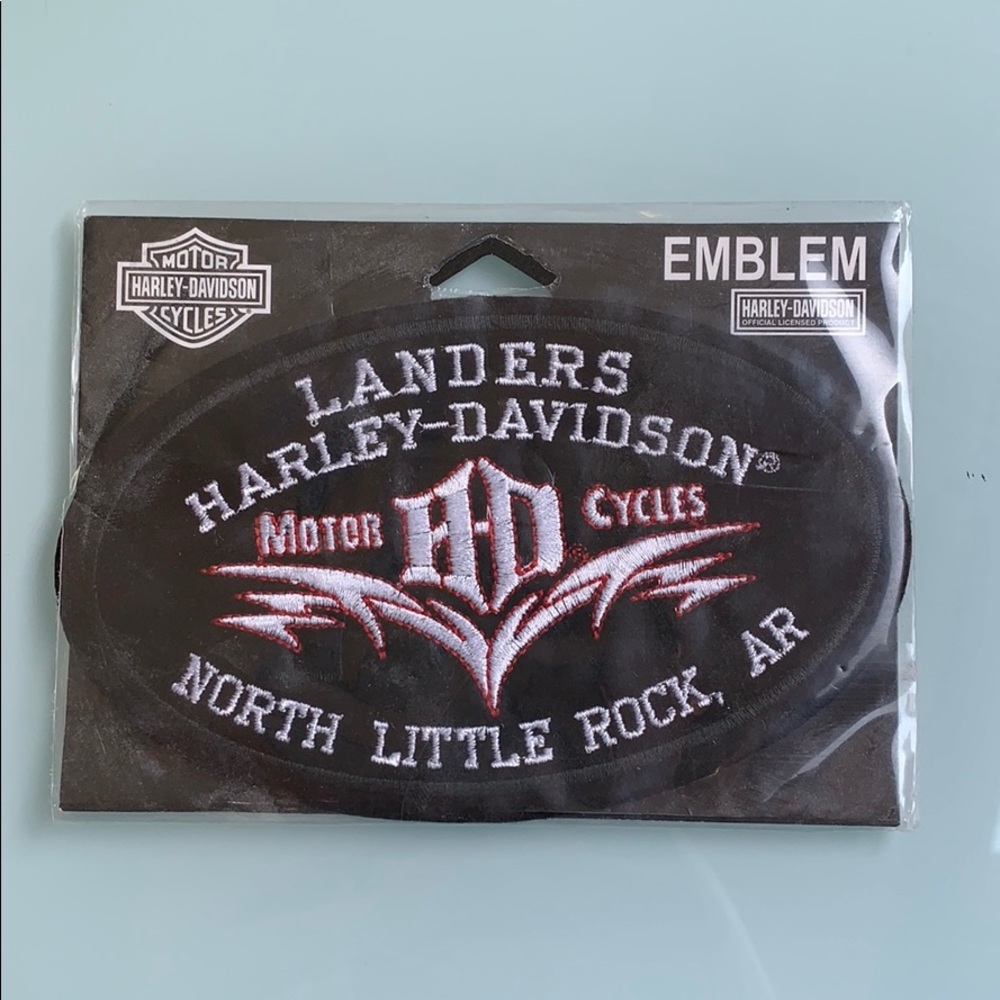 MOTOR
HARLEY-DAVIDSON
CYCLES
EMBLEM
HARLEY-DAVIDSON
OFFICIAL LICENSED PRODUCT
LANDERS
HARLEY-DAVIDSON®
MOTOR H-D® CYCLES
NORTH LITTLE ROCK, AR